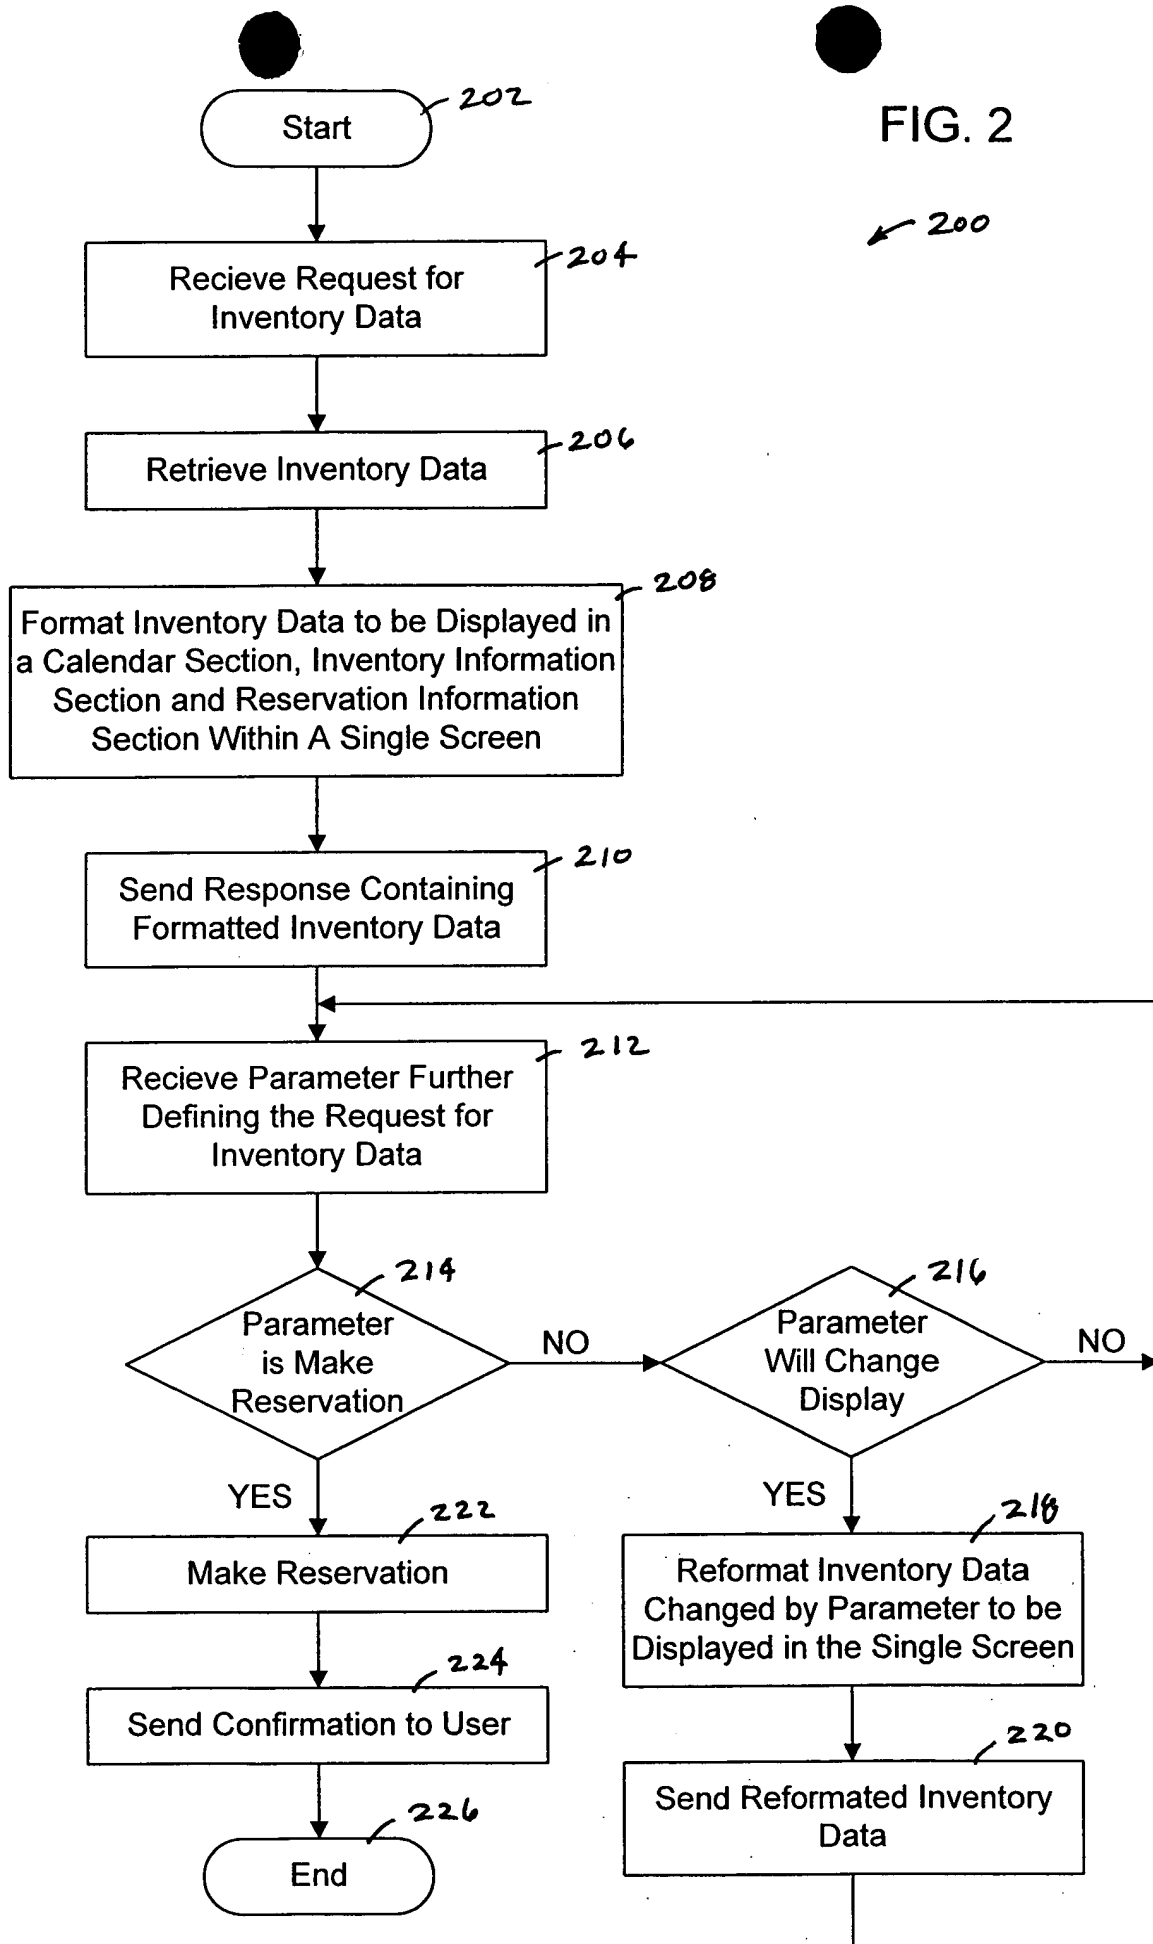 202
Start
FIG. 2
200
204
Recieve Request for
Inventory Data
206
Retrieve Inventory Data
208
Format Inventory Data to be Displayed in
a Calendar Section, Inventory Information
Section and Reservation Information
Section Within A Single Screen
210
Send Response Containing
Formatted Inventory Data
212
Recieve Parameter Further
Defining the Request for
Inventory Data
214
Parameter
is Make
Reservation
NO
216
Parameter
Will Change
Display
NO
YES
222
Make Reservation
224
Send Confirmation to User
226
End
YES
218
Reformat Inventory Data
Changed by Parameter to be
Displayed in the Single Screen
220
Send Reformated Inventory
Data